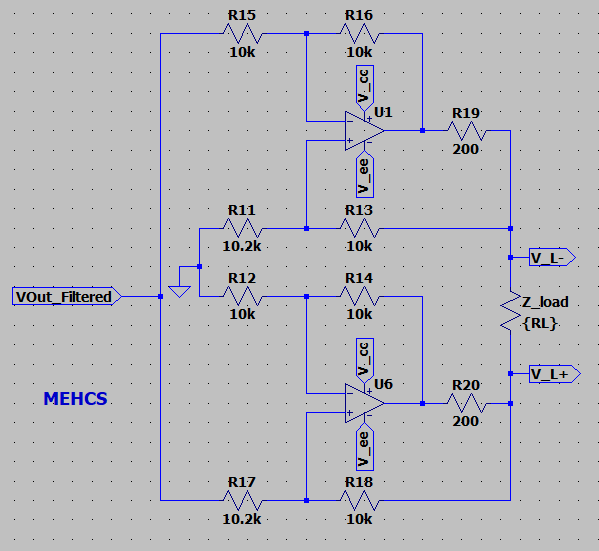 R15
R16
10k
10k
V_cc
U1
R19
200
V_ee
R11
R13
10.2k
10k
V_L-
R12
R14
VOut_Filtered
10k
10k
Z_load
{RL}
V_cc
V_L+
U6
MEHCS
R20
200
V_ee
R17
R18
10.2k
10k